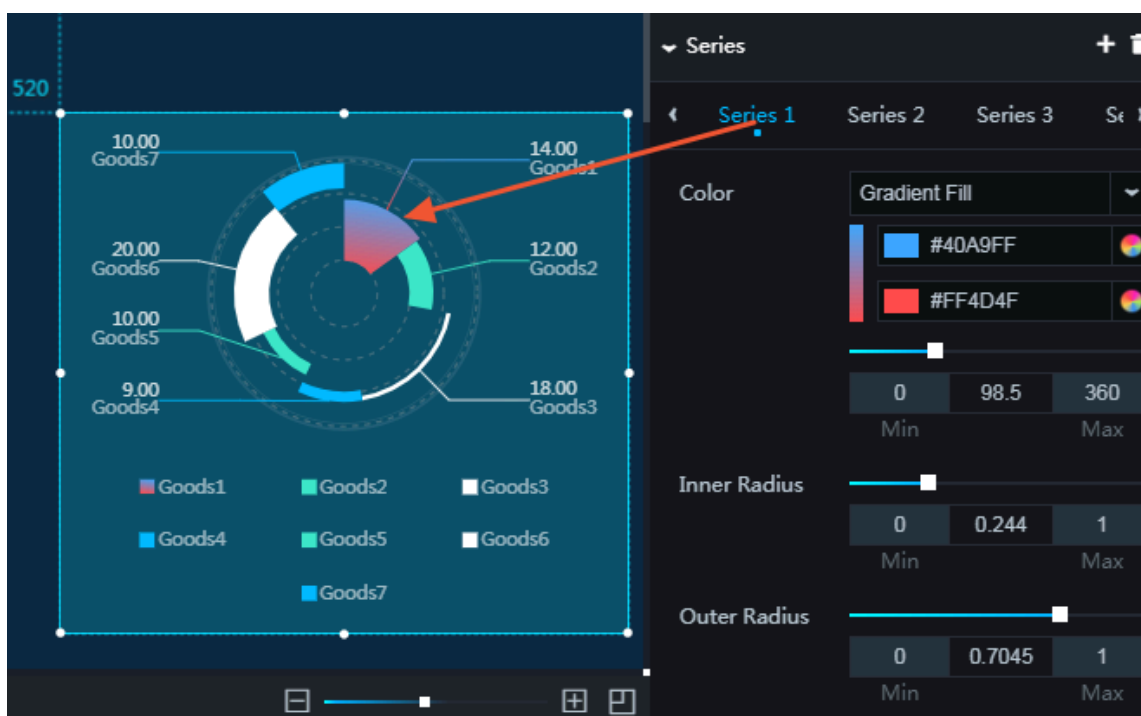 520
10.00
Goods7
14.00
Goods1
20.00
Goods6
12.00
Goods2
10.00
Goods5
9.00
Goods4
18.00
Goods3
Goods1 Goods2 Goods3
Goods4 Goods5 Goods6
Goods7
Series
Series 1 Series 2 Series 3 Se
Color Gradient Fill
#40A9FF
#FF4D4F
0 98.5 360
Min Max
Inner Radius
0 0.244 1
Min Max
Outer Radius
0 0.7045 1
Min Max